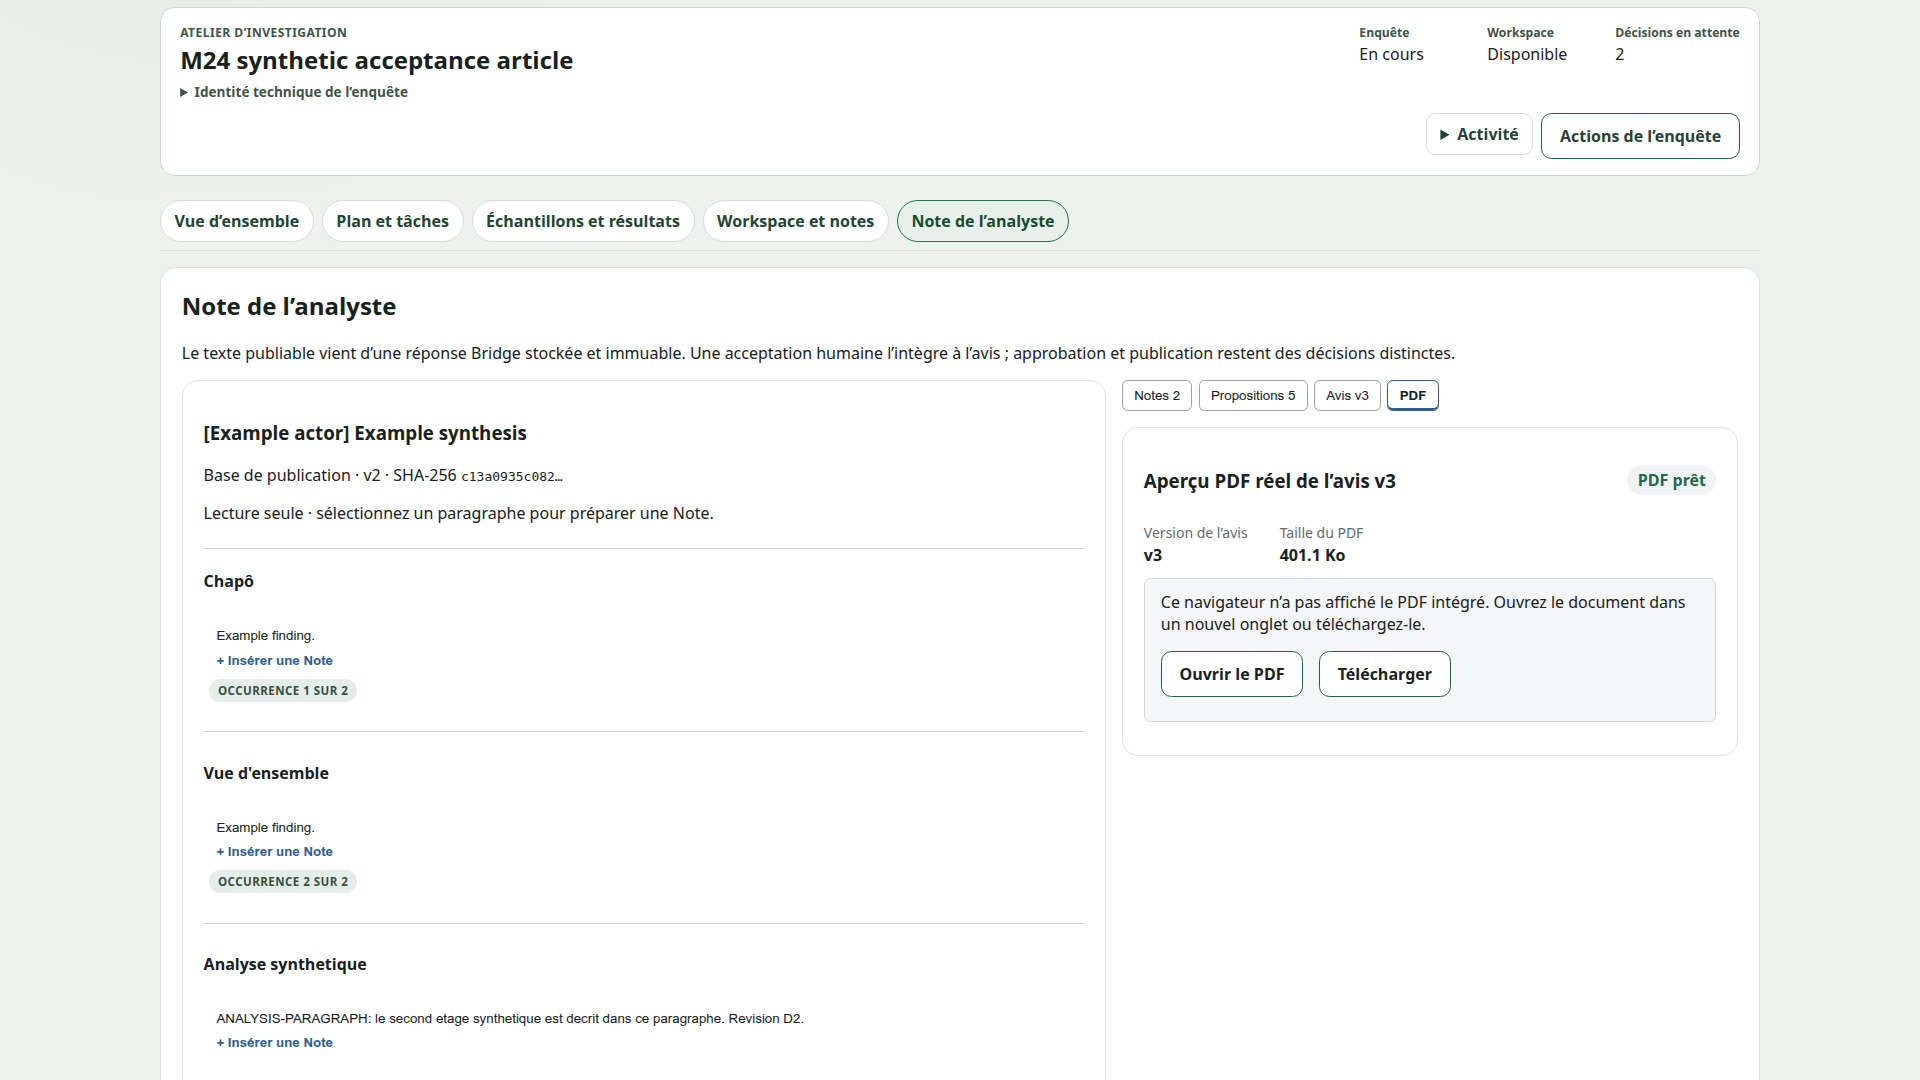 ATELIER D’INVESTIGATION
M24 synthetic acceptance article
Identité technique de l’enquête
Enquête
En cours
Workspace
Disponible
Décisions en attente
2
Activité
Actions de l’enquête
Vue d’ensemble
Plan et tâches
Échantillons et résultats
Workspace et notes
Note de l’analyste
Note de l’analyste
Le texte publiable vient d’une réponse Bridge stockée et immuable. Une acceptation humaine l’intègre à l’avis ; approbation et publication restent des décisions distinctes.
[Example actor] Example synthesis
Base de publication · v2 · SHA-256 c13a0935c082…
Lecture seule · sélectionnez un paragraphe pour préparer une Note.
Chapô
Example finding.
+ Insérer une Note
OCCURRENCE 1 SUR 2
Vue d'ensemble
Example finding.
+ Insérer une Note
OCCURRENCE 2 SUR 2
Analyse synthetique
ANALYSIS-PARAGRAPH: le second etage synthetique est decrit dans ce paragraphe. Revision D2.
+ Insérer une Note
Notes 2
Propositions 5
Avis v3
PDF
Aperçu PDF réel de l’avis v3
PDF prêt
Version de l’avis
v3
Taille du PDF
401.1 Ko
Ce navigateur n’a pas affiché le PDF intégré. Ouvrez le document dans
un nouvel onglet ou téléchargez-le.
Ouvrir le PDF
Télécharger